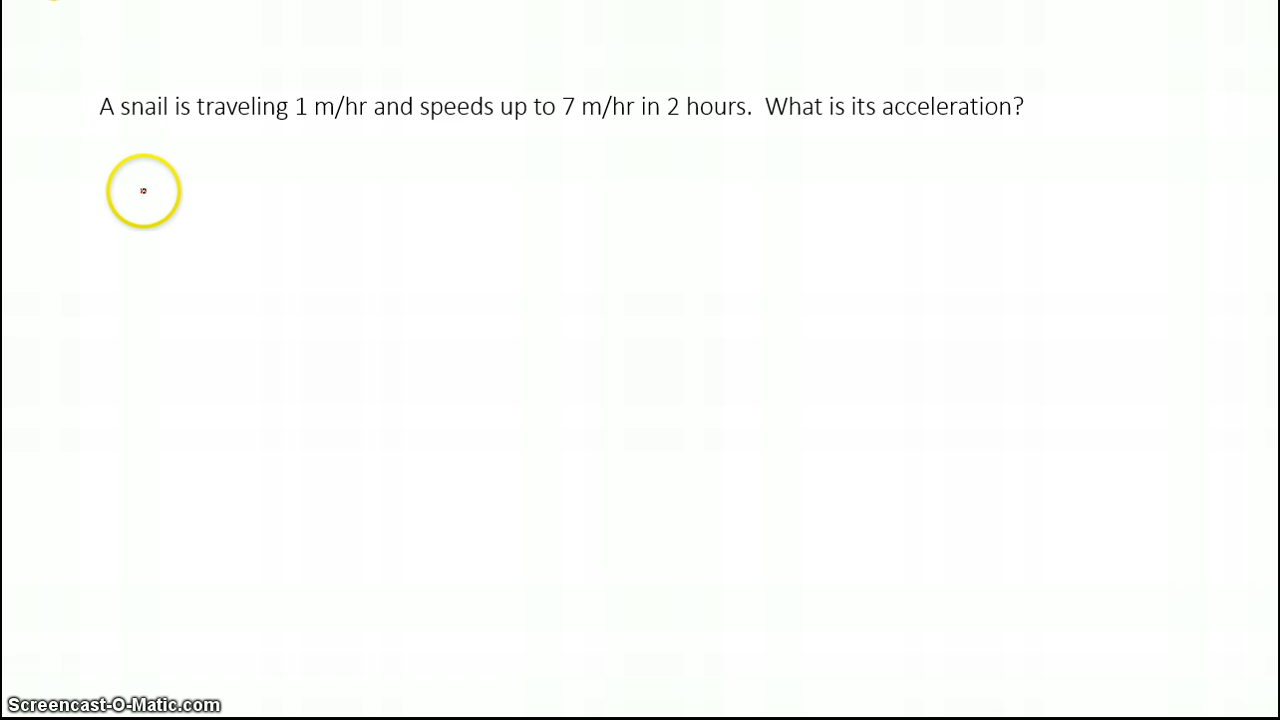 A snail is traveling 1 m/hr and speeds up to 7 m/hr in 2 hours.  What is its acceleration?
Screencast-O-Matic.com